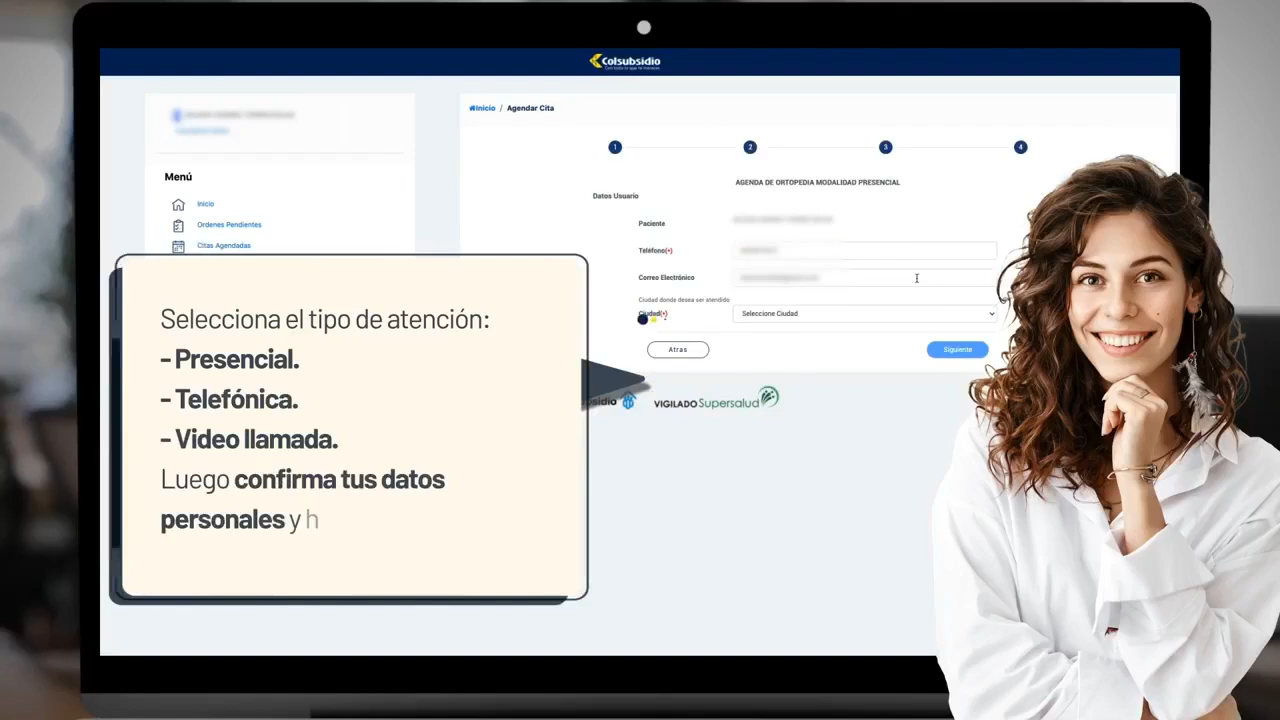 Colsubsidio
Inicio / Agendar Cita
1 2 3 4
Menú
Inicio
Ordenes Pendientes
Citas Agendadas
AGENDA DE ORTOPEDIA MODALIDAD PRESENCIAL
Datos Usuario
Paciente
Teléfono(*)
Correo Electrónico
Ciudad donde desea ser atendido
Ciudad(*)
Seleccione Ciudad
Atras
Siguiente
VIGILADO Supersalud
Selecciona el tipo de atención:
- Presencial.
- Telefónica.
- Video llamada.
Luego confirma tus datos
personales y h